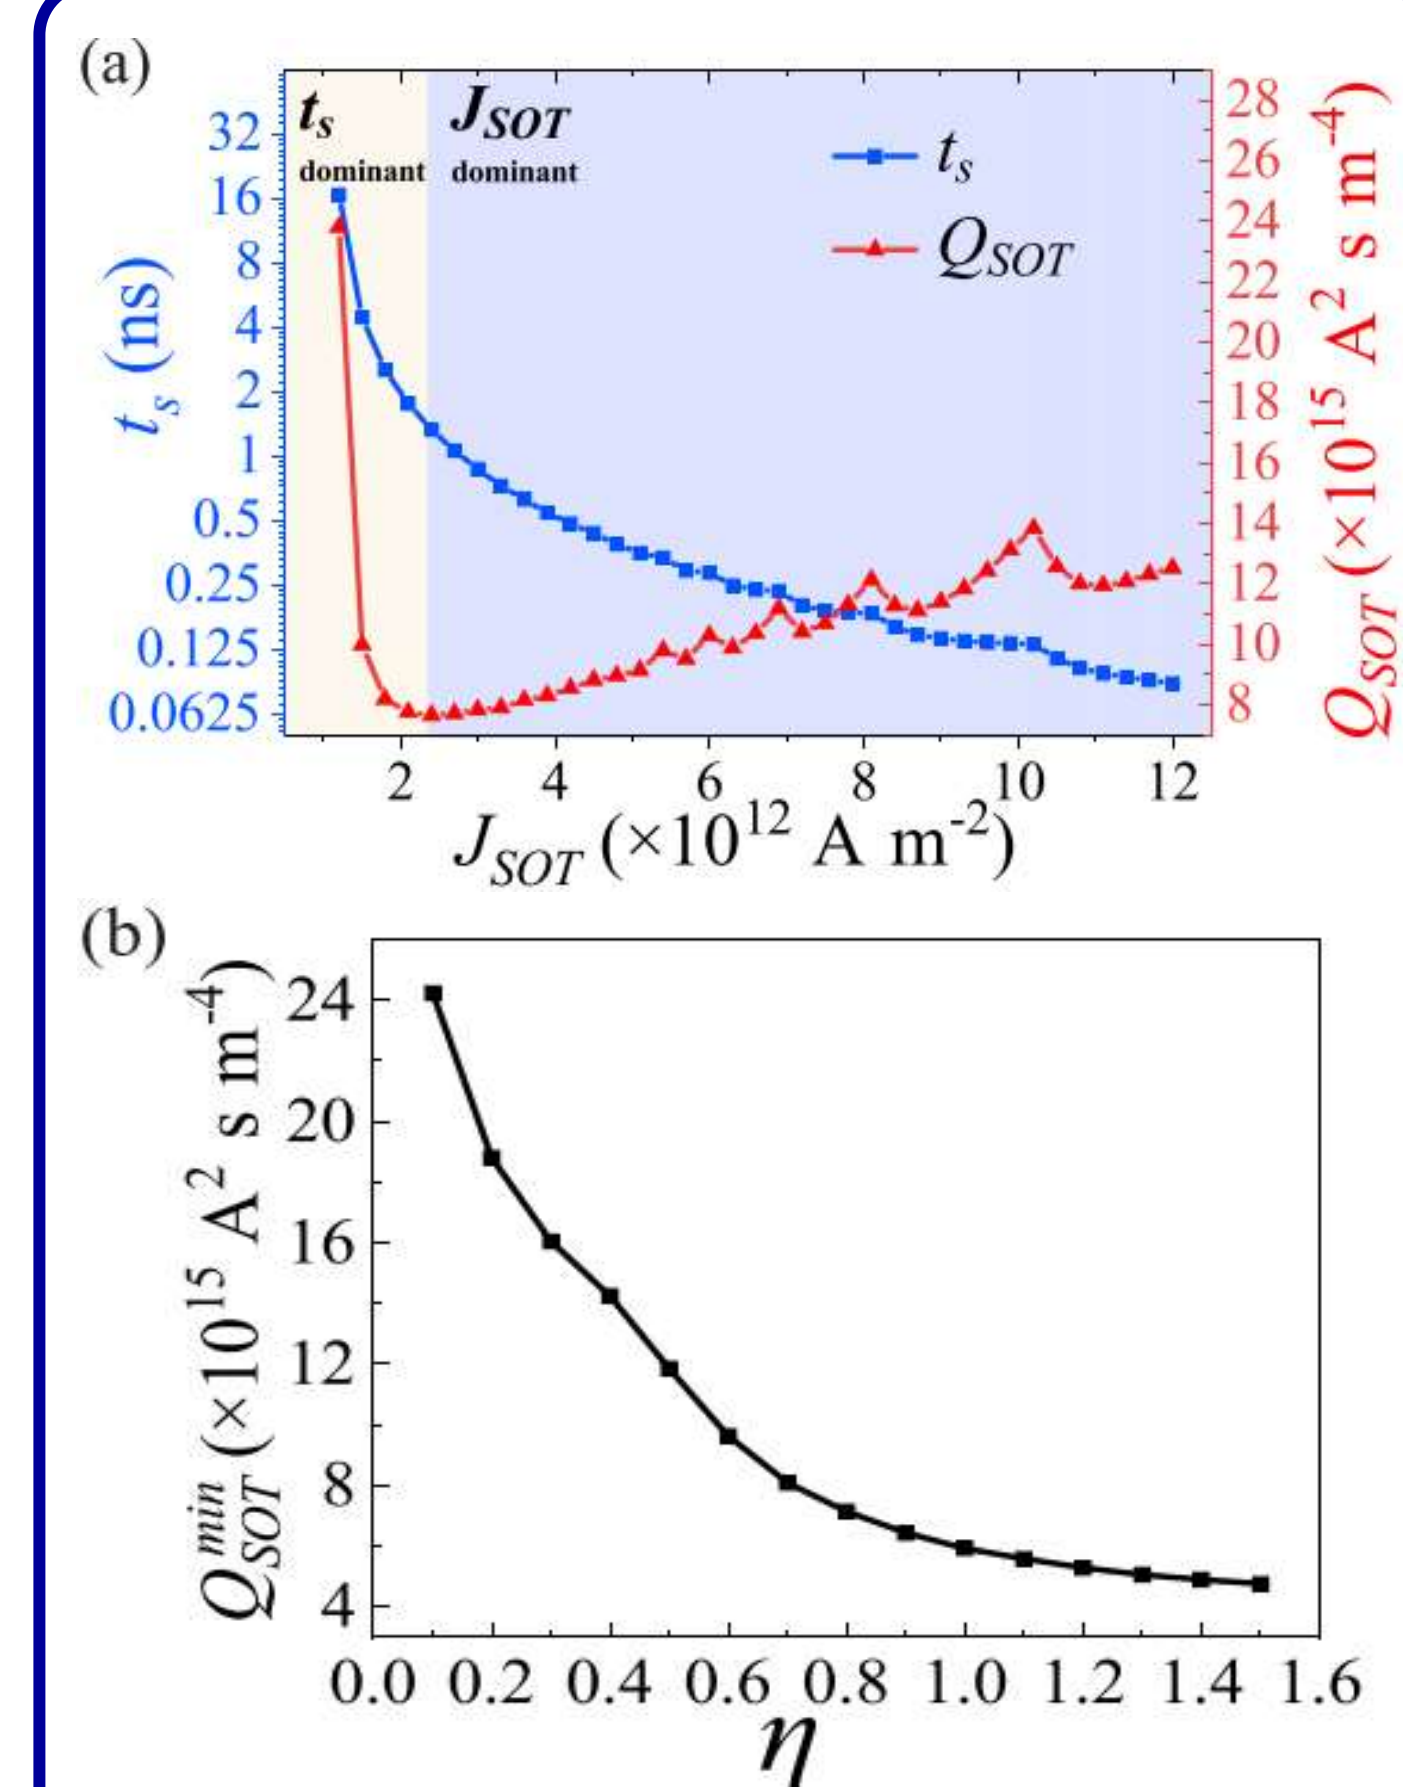 (a)
t_s dominant
J_SOT dominant
t_s
Q_SOT
t_s (ns)
32
16
8
4
2
1
0.5
0.25
0.125
0.0625
28
26
24
22
20
18
16
14
12
10
8
Q_SOT (×10^15 A^2 s m^-4)
2 4 6 8 10 12
J_SOT (×10^12 A m^-2)
(b)
Q_SOT^min (×10^15 A^2 s m^-4)
24
20
16
12
8
4
0.0 0.2 0.4 0.6 0.8 1.0 1.2 1.4 1.6
η